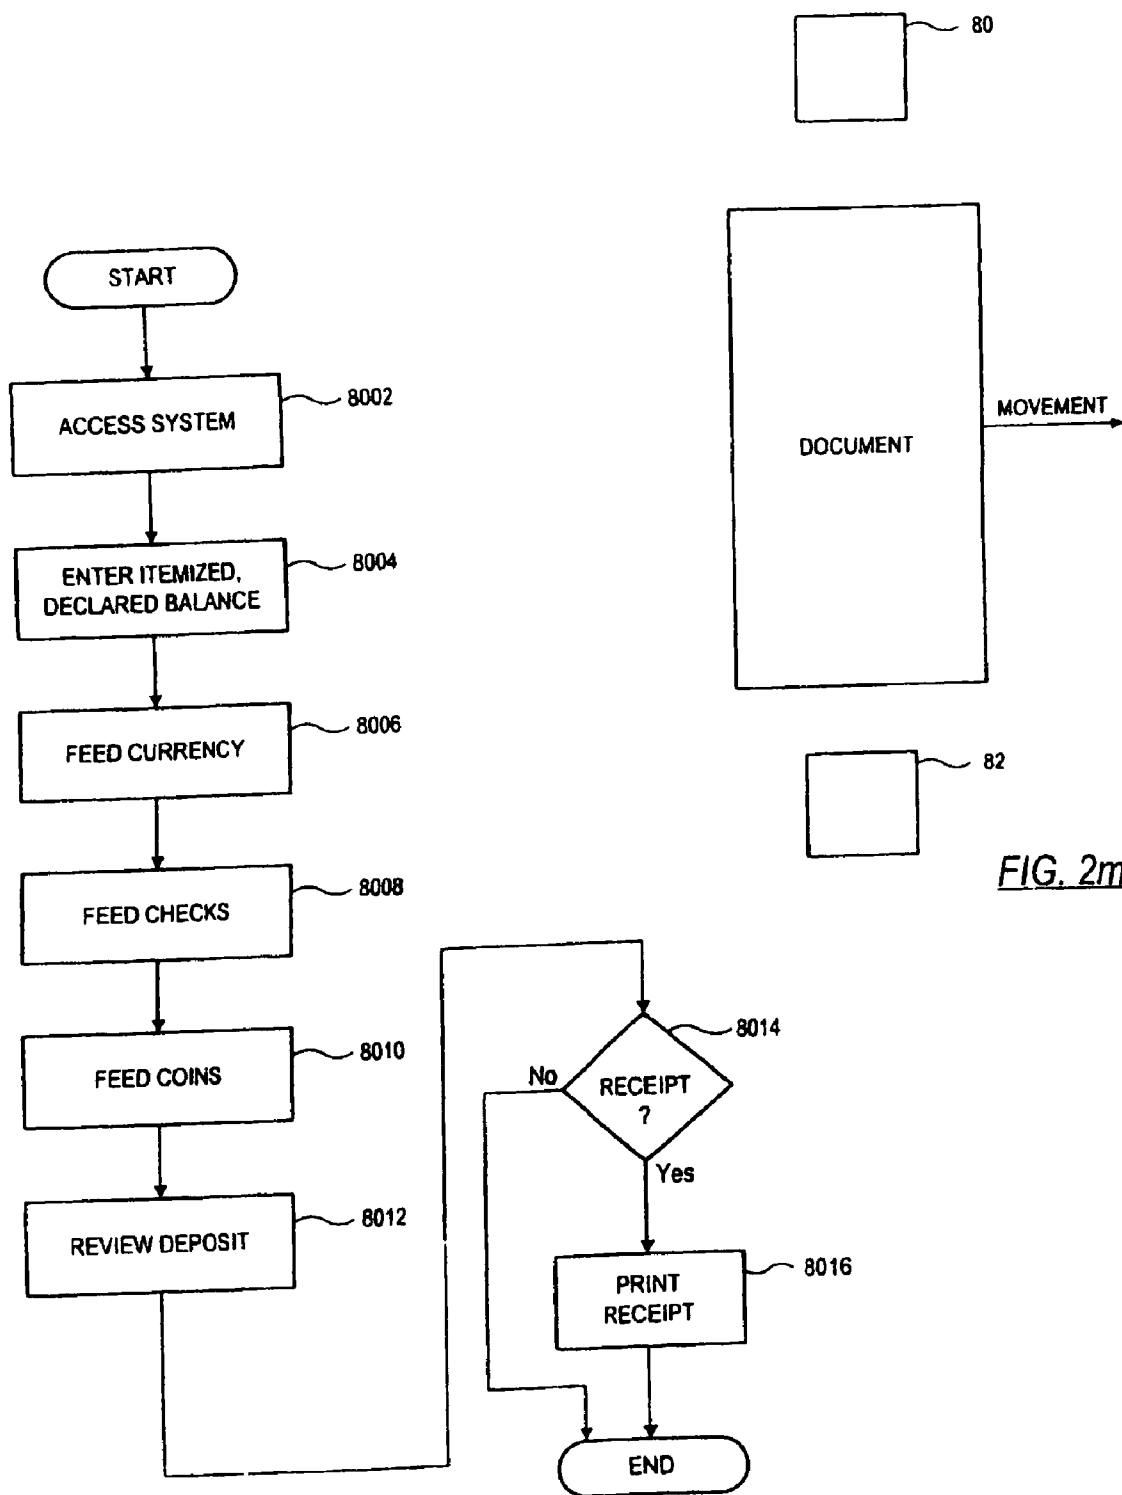 80
START
ACCESS SYSTEM
8002
ENTER ITEMIZED,
DECLARED BALANCE
8004
FEED CURRENCY
8006
FEED CHECKS
8008
FEED COINS
8010
REVIEW DEPOSIT
8012
DOCUMENT
MOVEMENT
82
FIG. 2m
8014
No
RECEIPT
?
Yes
PRINT
RECEIPT
8016
END